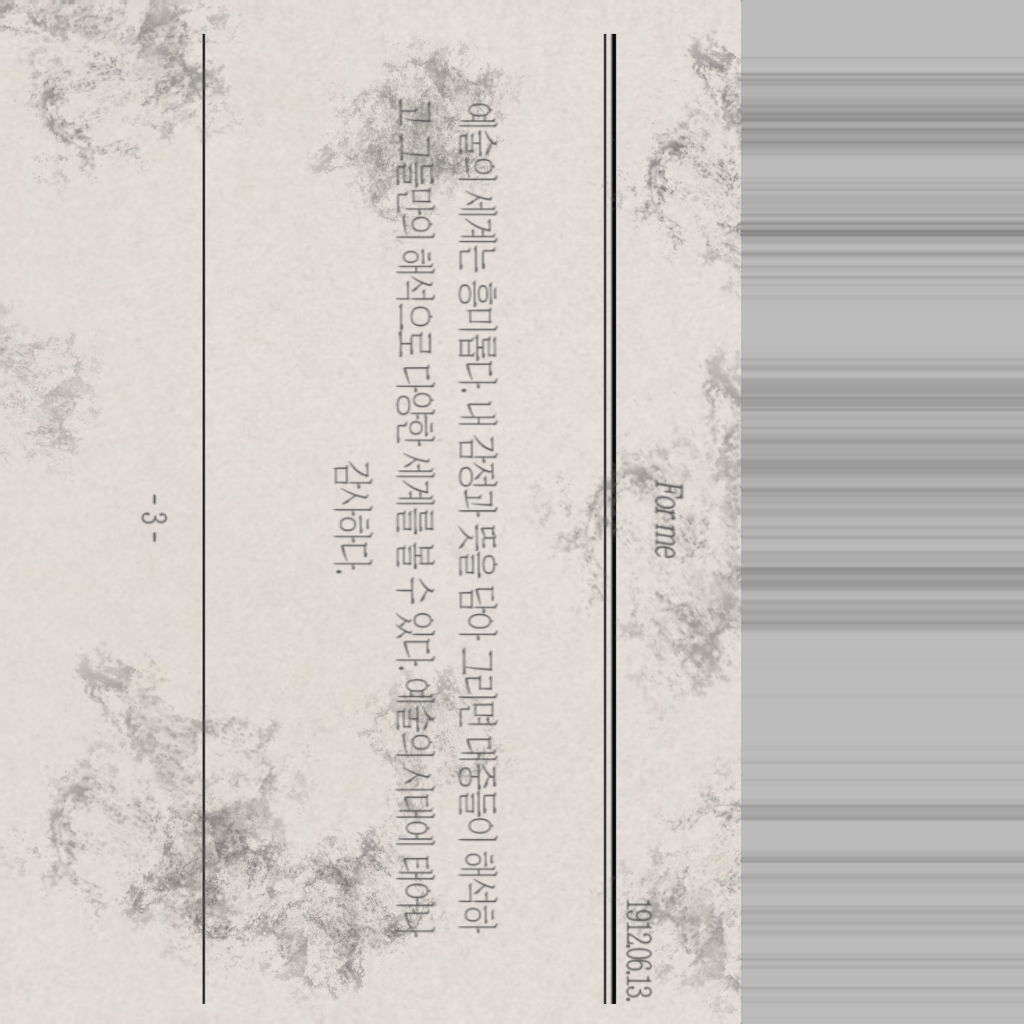 For me
1912.06.13.
예술의 세계는 흥미롭다. 내 감정과 뜻을 담아 그리면 대중들이 해석하
고 그들만의 해석으로 다양한 세계를 볼 수 있다. 예술의 시대에 태어나
감사하다.
- 3 -